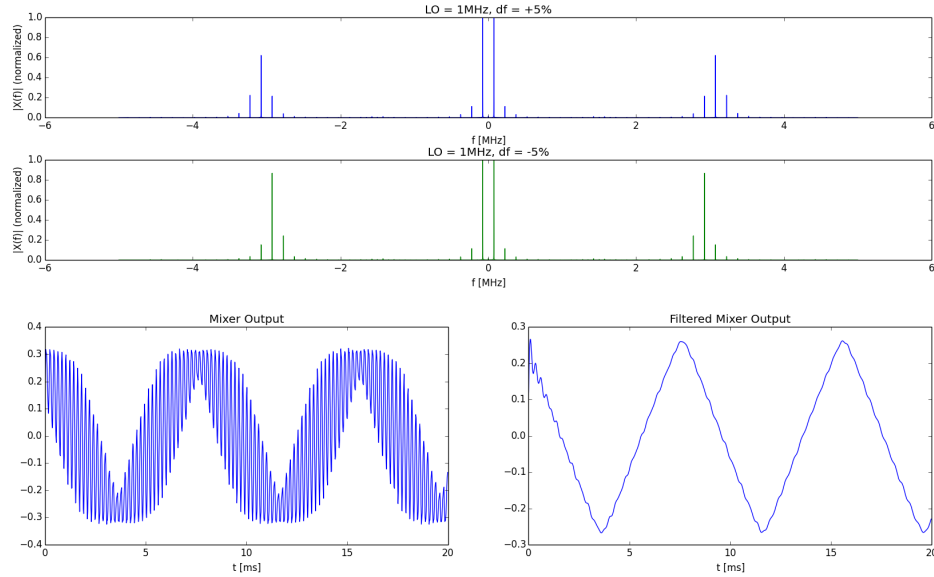 LO = 1MHz, df = +5%
|X(f)| (normalized)
1.0
0.8
0.6
0.4
0.2
0.0
−6 −4 −2 0 2 4 6
f [MHz]
LO = 1MHz, df = -5%
|X(f)| (normalized)
1.0
0.8
0.6
0.4
0.2
0.0
−6 −4 −2 0 2 4 6
f [MHz]
Mixer Output
0.4
0.3
0.2
0.1
0.0
−0.1
−0.2
−0.3
−0.4
0 5 10 15 20
t [ms]
Filtered Mixer Output
0.3
0.2
0.1
0.0
−0.1
−0.2
−0.3
0 5 10 15 20
t [ms]